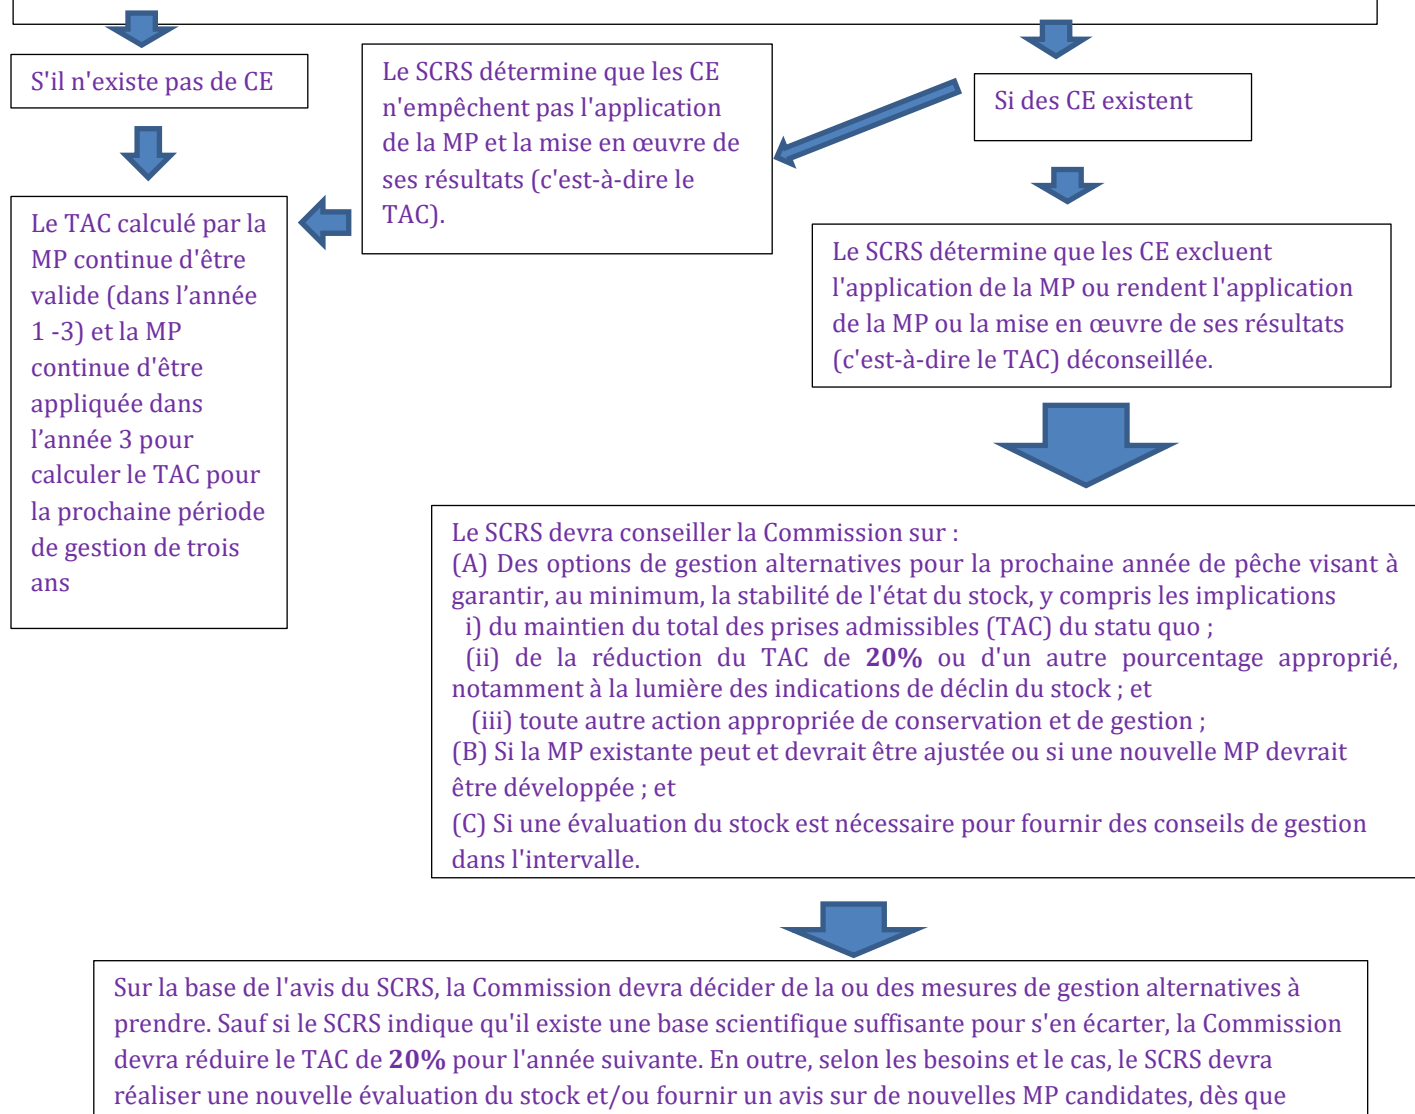 S'il n'existe pas de CE
Le SCRS détermine que les CE
n'empêchent pas l'application
de la MP et la mise en œuvre de
ses résultats (c'est-à-dire le
TAC).
Si des CE existent
Le TAC calculé par la
MP continue d'être
valide (dans l’année
1 -3) et la MP
continue d'être
appliquée dans
l’année 3 pour
calculer le TAC pour
la prochaine période
de gestion de trois
ans
Le SCRS détermine que les CE excluent
l'application de la MP ou rendent l'application
de la MP ou la mise en œuvre de ses résultats
(c'est-à-dire le TAC) déconseillée.
Le SCRS devra conseiller la Commission sur :
(A) Des options de gestion alternatives pour la prochaine année de pêche visant à
garantir, au minimum, la stabilité de l'état du stock, y compris les implications
i) du maintien du total des prises admissibles (TAC) du statu quo ;
(ii) de la réduction du TAC de 20% ou d'un autre pourcentage approprié,
notamment à la lumière des indications de déclin du stock ; et
(iii) toute autre action appropriée de conservation et de gestion ;
(B) Si la MP existante peut et devrait être ajustée ou si une nouvelle MP devrait
être développée ; et
(C) Si une évaluation du stock est nécessaire pour fournir des conseils de gestion
dans l'intervalle.
Sur la base de l'avis du SCRS, la Commission devra décider de la ou des mesures de gestion alternatives à
prendre. Sauf si le SCRS indique qu'il existe une base scientifique suffisante pour s'en écarter, la Commission
devra réduire le TAC de 20% pour l'année suivante. En outre, selon les besoins et le cas, le SCRS devra
réaliser une nouvelle évaluation du stock et/ou fournir un avis sur de nouvelles MP candidates, dès que